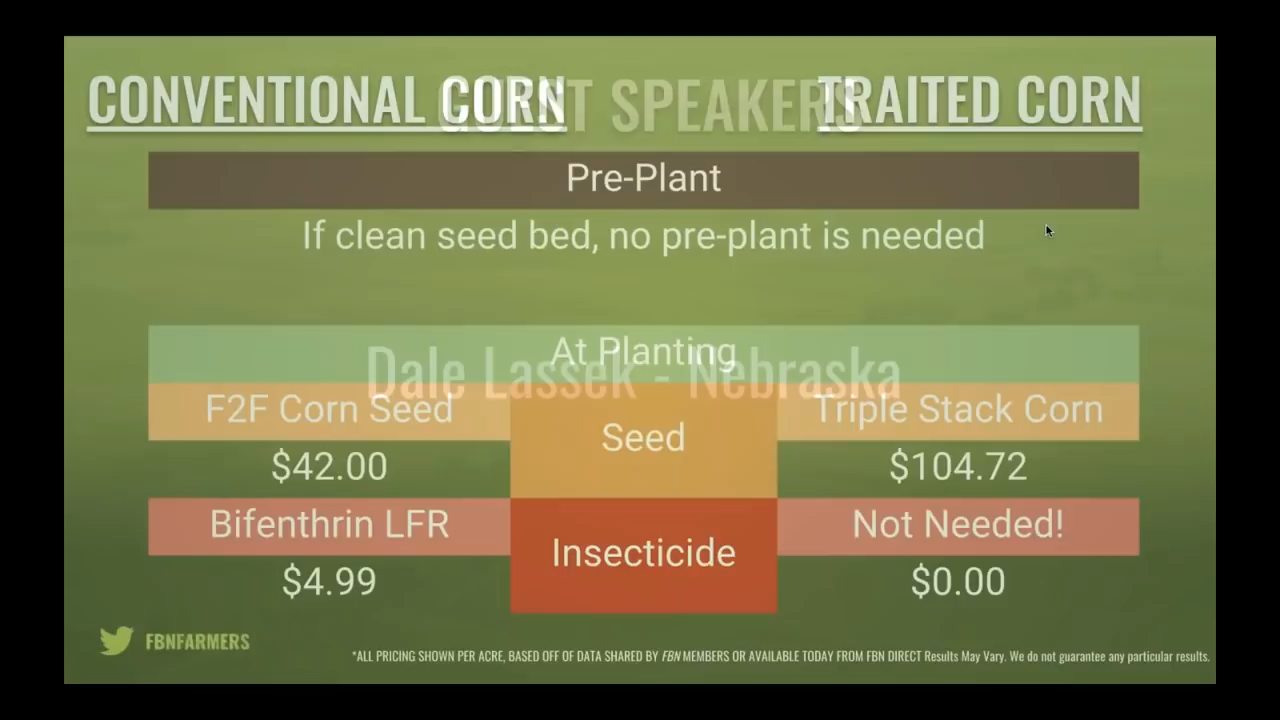 CONVENTIONAL CORN
GUEST SPEAKERS
TRAITED CORN
Pre-Plant
If clean seed bed, no pre-plant is needed
At Planting
Dale Lassek - Nebraska
F2F Corn Seed
Seed
Triple Stack Corn
$42.00
$104.72
Bifenthrin LFR
Insecticide
Not Needed!
$4.99
$0.00
FBNFARMERS
*ALL PRICING SHOWN PER ACRE, BASED OFF OF DATA SHARED BY FBN MEMBERS OR AVAILABLE TODAY FROM FBN DIRECT Results May Vary. We do not guarantee any particular results.